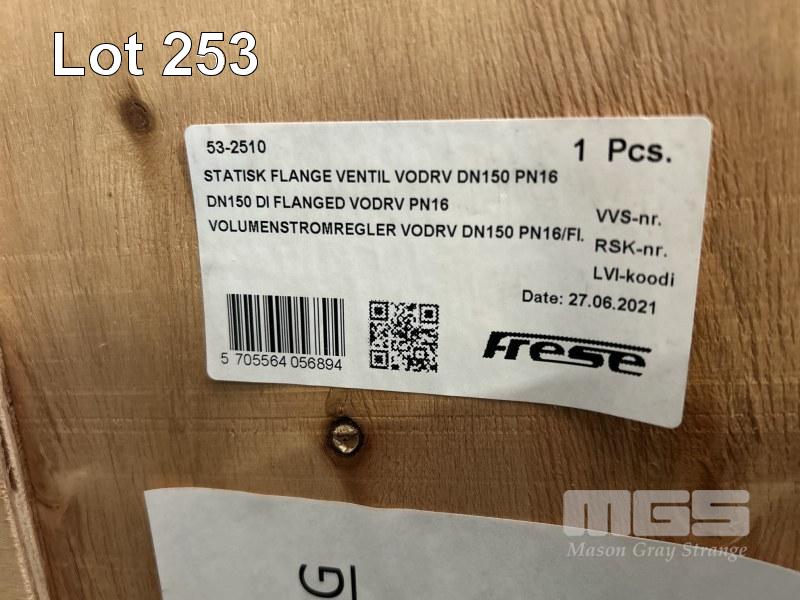 Lot 253
53-2510
1 Pcs.
STATISK FLANGE VENTIL VODRV DN150 PN16
DN150 DI FLANGED VODRV PN16
VOLUMENSTROMREGLER VODRV DN150 PN16/Fl.
VVS-nr.
RSK-nr.
LVI-koodi
Date: 27.06.2021
5 705564 056894
Frese
G
MGS
Mason Gray Strange